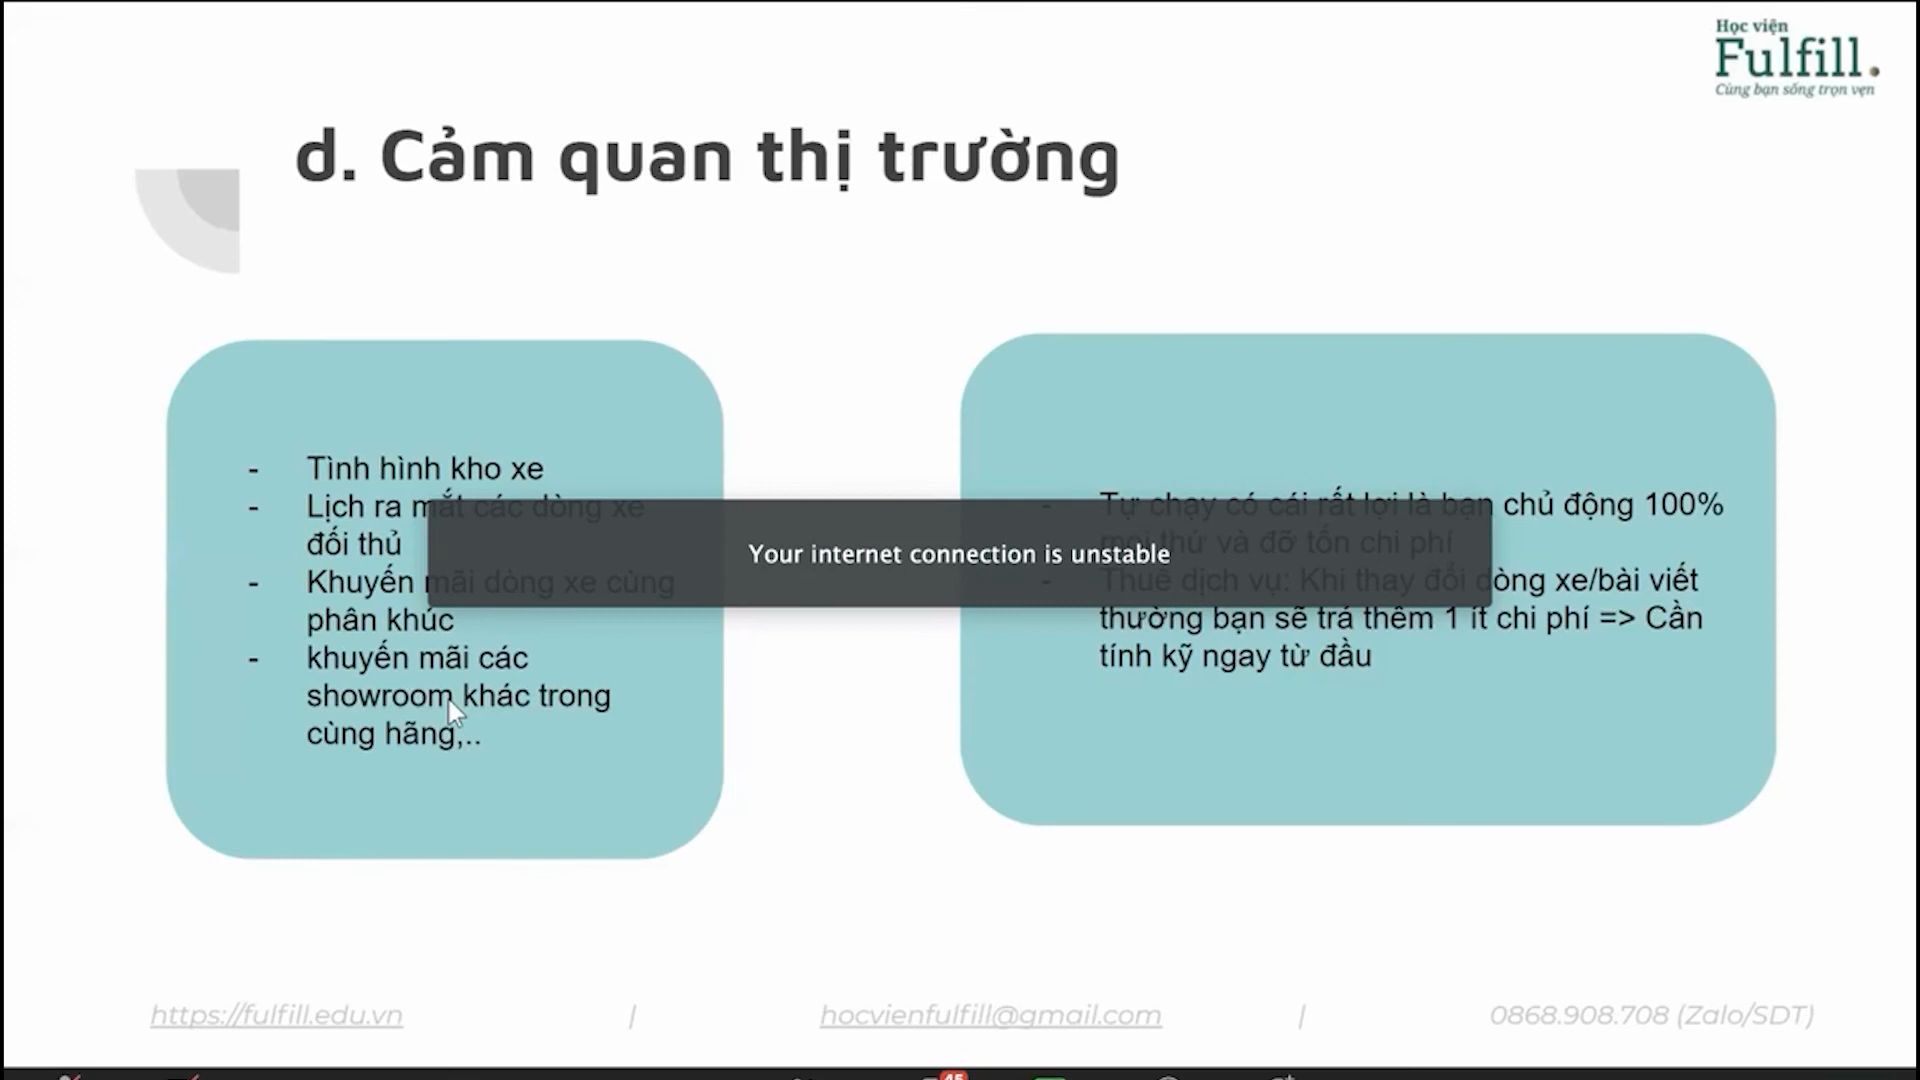 Học viện
Fulfill.
Cùng bạn sống trọn vẹn
d. Cảm quan thị trường
- Tình hình kho xe
- Lịch ra mắt các dòng xe
đối thủ
- Khuyến mãi dòng xe cùng
phân khúc
- khuyến mãi các
showroom khác trong
cùng hãng,..
- Tự chạy có cái rất lợi là bạn chủ động 100%
mọi thứ và đỡ tốn chi phí
- Thuê dịch vụ: Khi thay đổi dòng xe/bài viết
thường bạn sẽ trả thêm 1 ít chi phí => Cần
tính kỹ ngay từ đầu
Your internet connection is unstable
https://fulfill.edu.vn | hocvienfulfill@gmail.com | 0868.908.708 (Zalo/SDT)
45